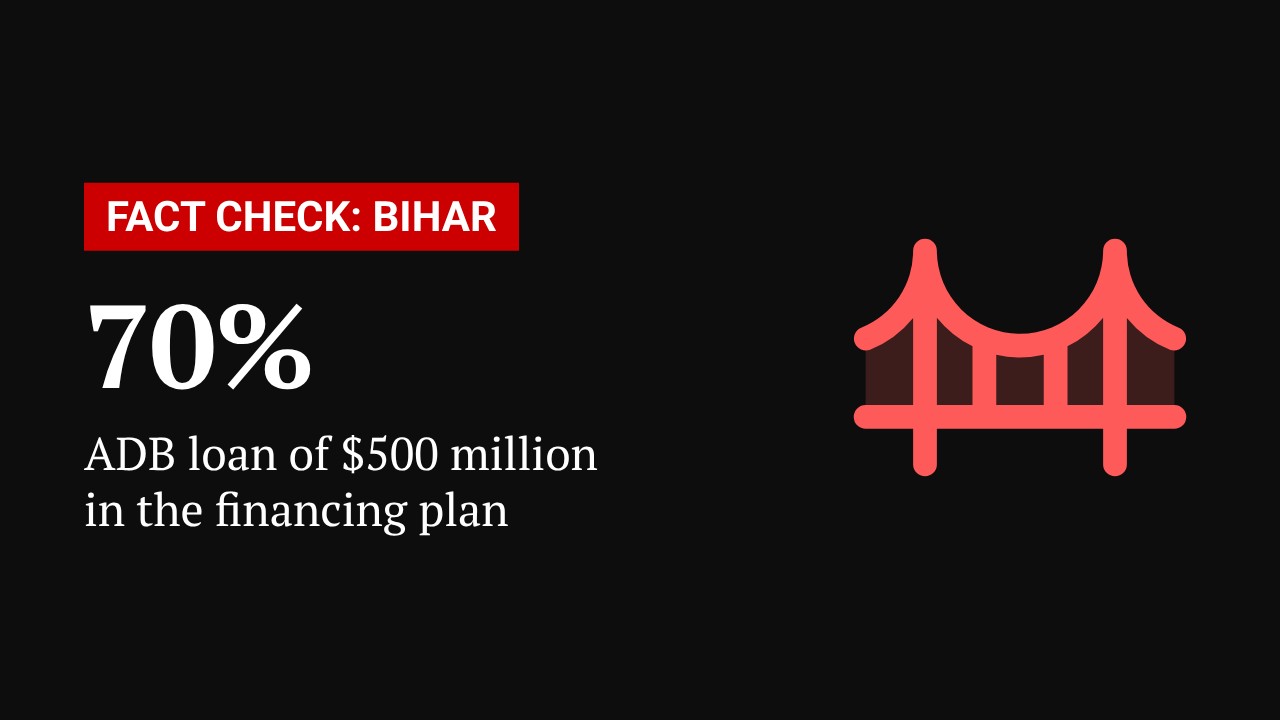 FACT CHECK: BIHAR
70%
ADB loan of $500 million
in the financing plan